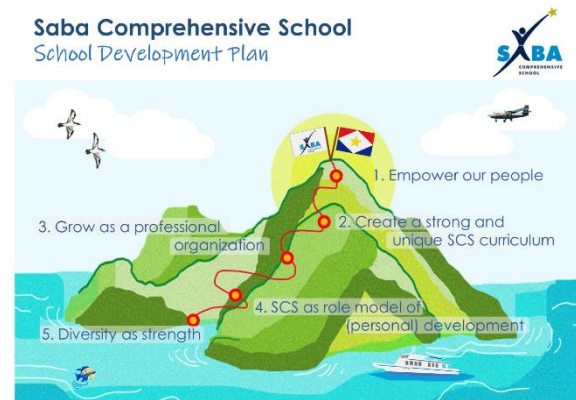 Saba Comprehensive School
School Development Plan
SABA
COMPREHENSIVE
SCHOOL
SABA
1. Empower our people
2. Create a strong and
unique SCS curriculum
3. Grow as a professional
organization
4. SCS as role model of
(personal) development
5. Diversity as strength